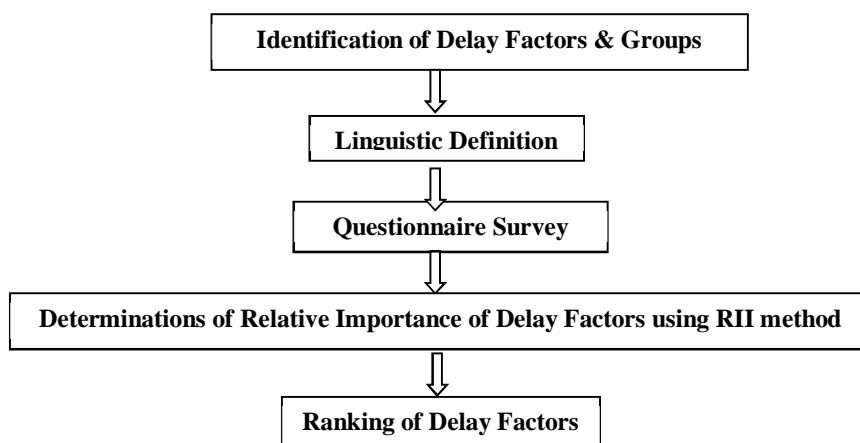 Identification of Delay Factors & Groups
Linguistic Definition
Questionnaire Survey
Determinations of Relative Importance of Delay Factors using RII method
Ranking of Delay Factors